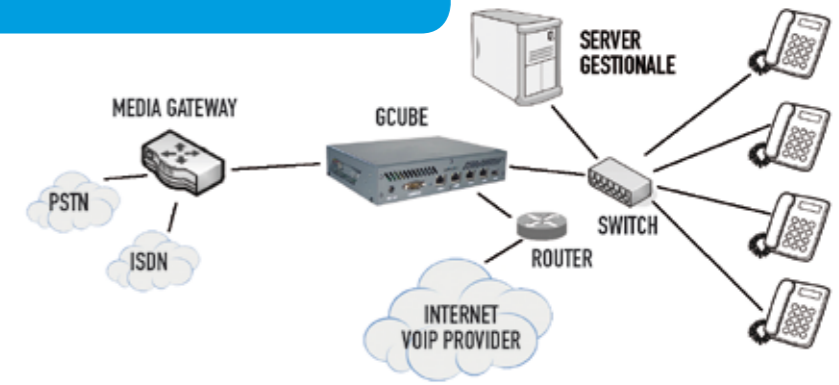 SERVER
GESTIONALE
MEDIA GATEWAY
GCUBE
PSTN
ISDN
SWITCH
ROUTER
INTERNET
VOIP PROVIDER